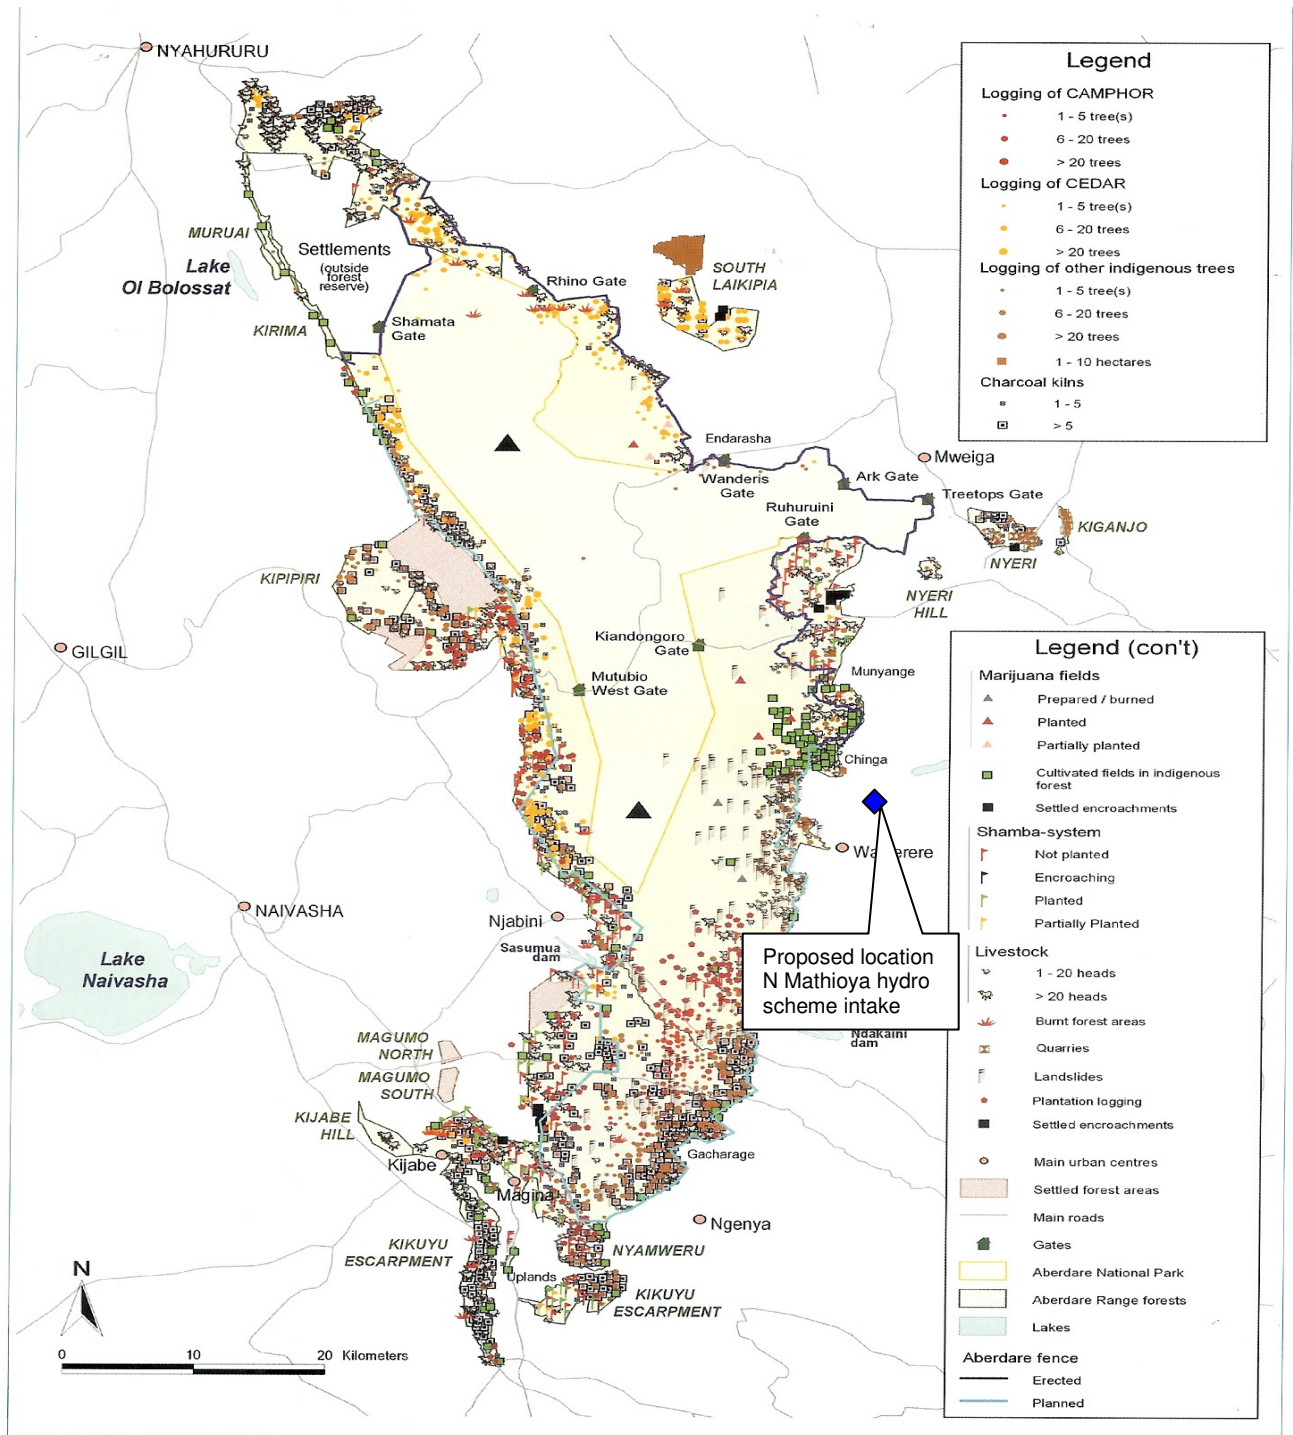 NYAHURURU
MURUAI
Lake
Ol Bolossat
Settlements
(outside
forest
reserve)
KIRIMA
Shamata
Gate
Rhino Gate
SOUTH
LAIKIPIA
Endarasha
Wanderis
Gate
Ark Gate
Mweiga
Treetops Gate
Ruhuruini
Gate
KIGANJO
NYERI
NYERI
HILL
KIPIPIRI
GILGIL
Kiandongoro
Gate
Mutubio
West Gate
Munyange
Chinga
NAIVASHA
Njabini
Sasumua
dam
Lake
Naivasha
Proposed location
N Mathioya hydro
scheme intake
Ndakaini
dam
MAGUMO
NORTH
MAGUMO
SOUTH
KIJABE
HILL
Kijabe
Magina
Gacharage
Ngenya
KIKUYU
ESCARPMENT
NYAMWERU
Uplands
KIKUYU
ESCARPMENT
N
0 10 20 Kilometers
Legend
Logging of CAMPHOR
1 - 5 tree(s)
6 - 20 trees
> 20 trees
Logging of CEDAR
1 - 5 tree(s)
6 - 20 trees
> 20 trees
Logging of other indigenous trees
1 - 5 tree(s)
6 - 20 trees
> 20 trees
1 - 10 hectares
Charcoal kilns
1 - 5
> 5
Legend (con't)
Marijuana fields
Prepared / burned
Planted
Partially planted
Cultivated fields in indigenous
forest
Settled encroachments
Shamba-system
Not planted
Encroaching
Planted
Partially Planted
Livestock
1 - 20 heads
> 20 heads
Burnt forest areas
Quarries
Landslides
Plantation logging
Settled encroachments
Main urban centres
Settled forest areas
Main roads
Gates
Aberdare National Park
Aberdare Range forests
Lakes
Aberdare fence
Erected
Planned